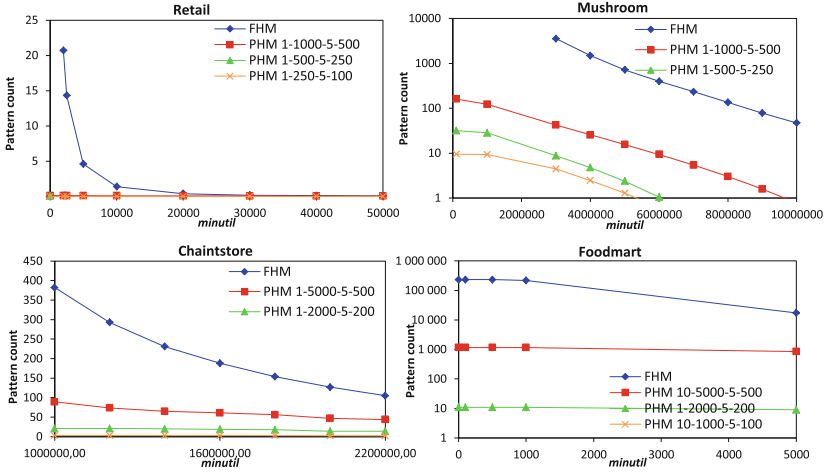 Retail
Pattern count
25
20
15
10
5
0
10000
20000
30000
40000
50000
minutil
FHM
PHM 1-1000-5-500
PHM 1-500-5-250
PHM 1-250-5-100
Mushroom
Pattern count
10000
1000
100
10
1
0
2000000
4000000
6000000
8000000
10000000
minutil
FHM
PHM 1-1000-5-500
PHM 1-500-5-250
Chaintstore
Pattern count
450
400
350
300
250
200
150
100
50
0
1000000,00
1600000,00
2200000,00
minutil
FHM
PHM 1-5000-5-500
PHM 1-2000-5-200
Foodmart
Pattern count
1 000 000
100 000
10 000
1 000
100
10
1
0
1000
2000
3000
4000
5000
minutil
FHM
PHM 10-5000-5-500
PHM 1-2000-5-200
PHM 10-1000-5-100